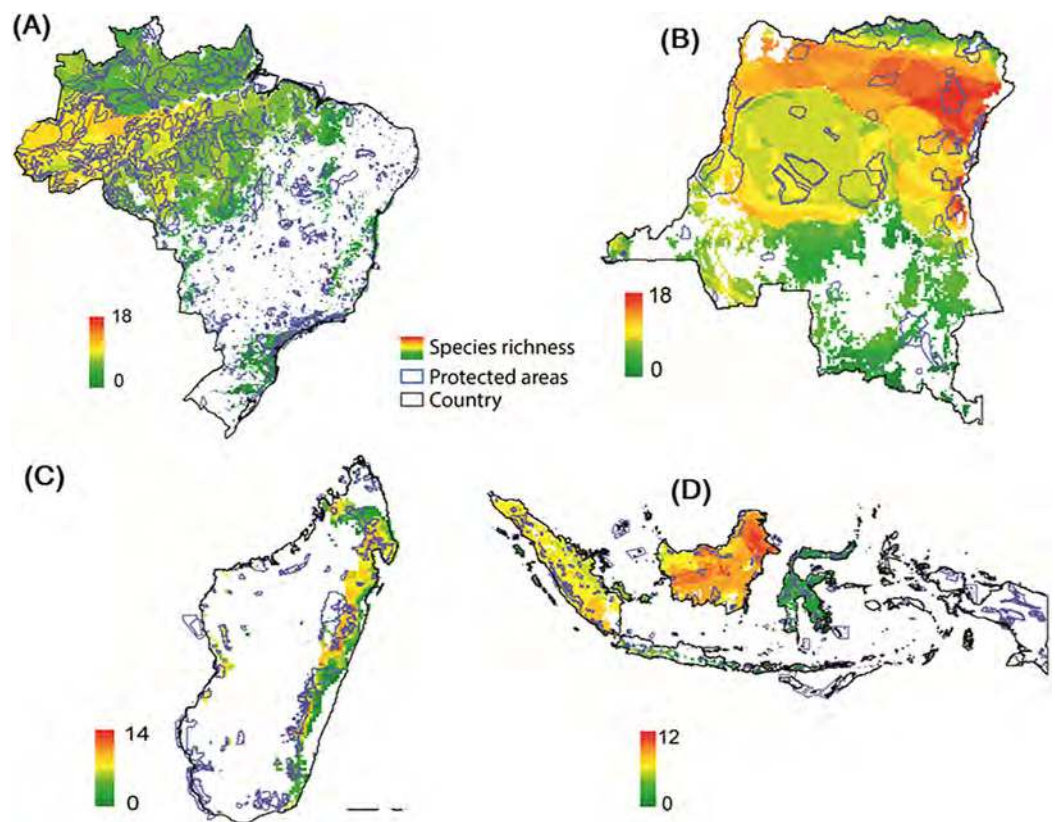 (A)
(B)
18
0
Species richness
Protected areas
Country
18
0
(C)
(D)
14
0
12
0